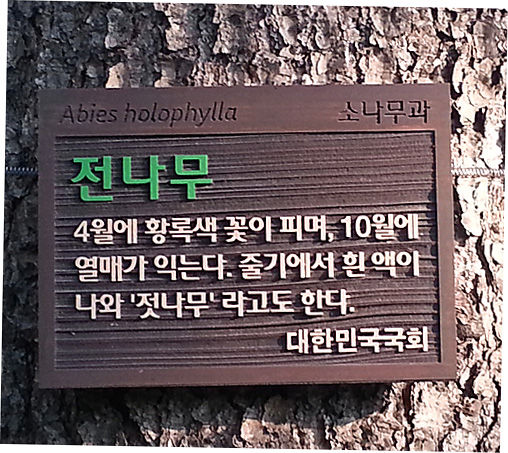 Abies holophylla 소나무과
전나무
4월에 황록색 꽃이 피며, 10월에
열매가 익는다. 줄기에서 흰 액이
나와 '젓나무' 라고도 한다.
대한민국국회